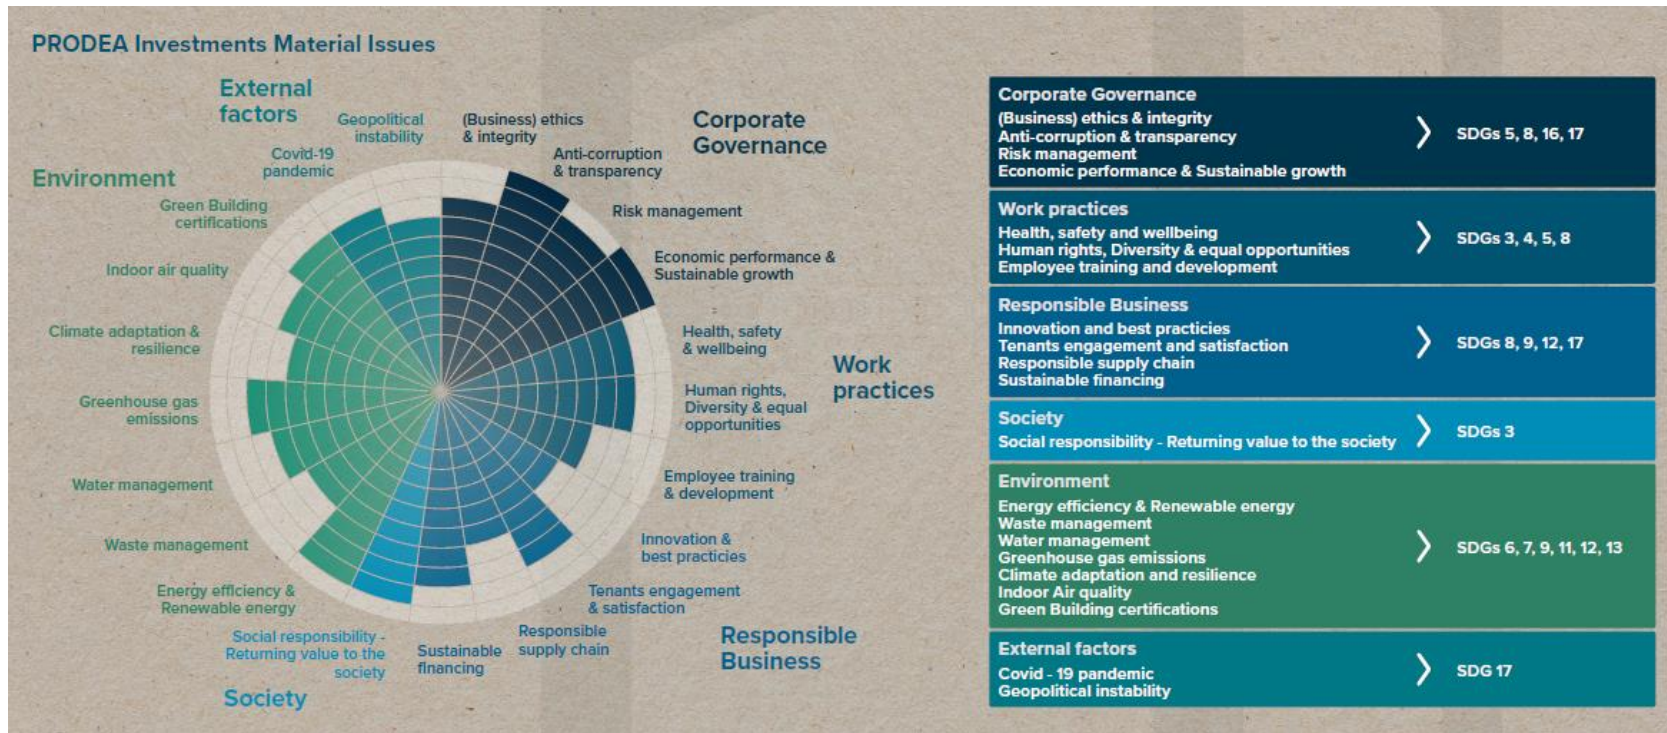 PRODEA Investments Material Issues
External
factors
Geopolitical
instability
Covid-19
pandemic
Environment
Green Building
certifications
Indoor air quality
Climate adaptation &
resilience
Greenhouse gas
emissions
Water management
Waste management
Energy efficiency &
Renewable energy
Social responsibility -
Returning value to the
society
Society
(Business) ethics
& integrity
Corporate
Governance
Anti-corruption
& transparency
Risk management
Economic performance &
Sustainable growth
Health, safety
& wellbeing
Work
practices
Human rights,
Diversity & equal
opportunities
Employee training
& development
Innovation &
best practicies
Tenants engagement
& satisfaction
Responsible
supply chain
Sustainable
financing
Responsible
Business
Corporate Governance
(Business) ethics & integrity
Anti-corruption & transparency
Risk management
Economic performance & Sustainable growth
SDGs 5, 8, 16, 17
Work practices
Health, safety and wellbeing
Human rights, Diversity & equal opportunities
Employee training and development
SDGs 3, 4, 5, 8
Responsible Business
Innovation and best practicies
Tenants engagement and satisfaction
Responsible supply chain
Sustainable financing
SDGs 8, 9, 12, 17
Society
Social responsibility - Returning value to the society
SDGs 3
Environment
Energy efficiency & Renewable energy
Waste management
Water management
Greenhouse gas emissions
Climate adaptation and resilience
Indoor Air quality
Green Building certifications
SDGs 6, 7, 9, 11, 12, 13
External factors
Covid - 19 pandemic
Geopolitical instability
SDG 17